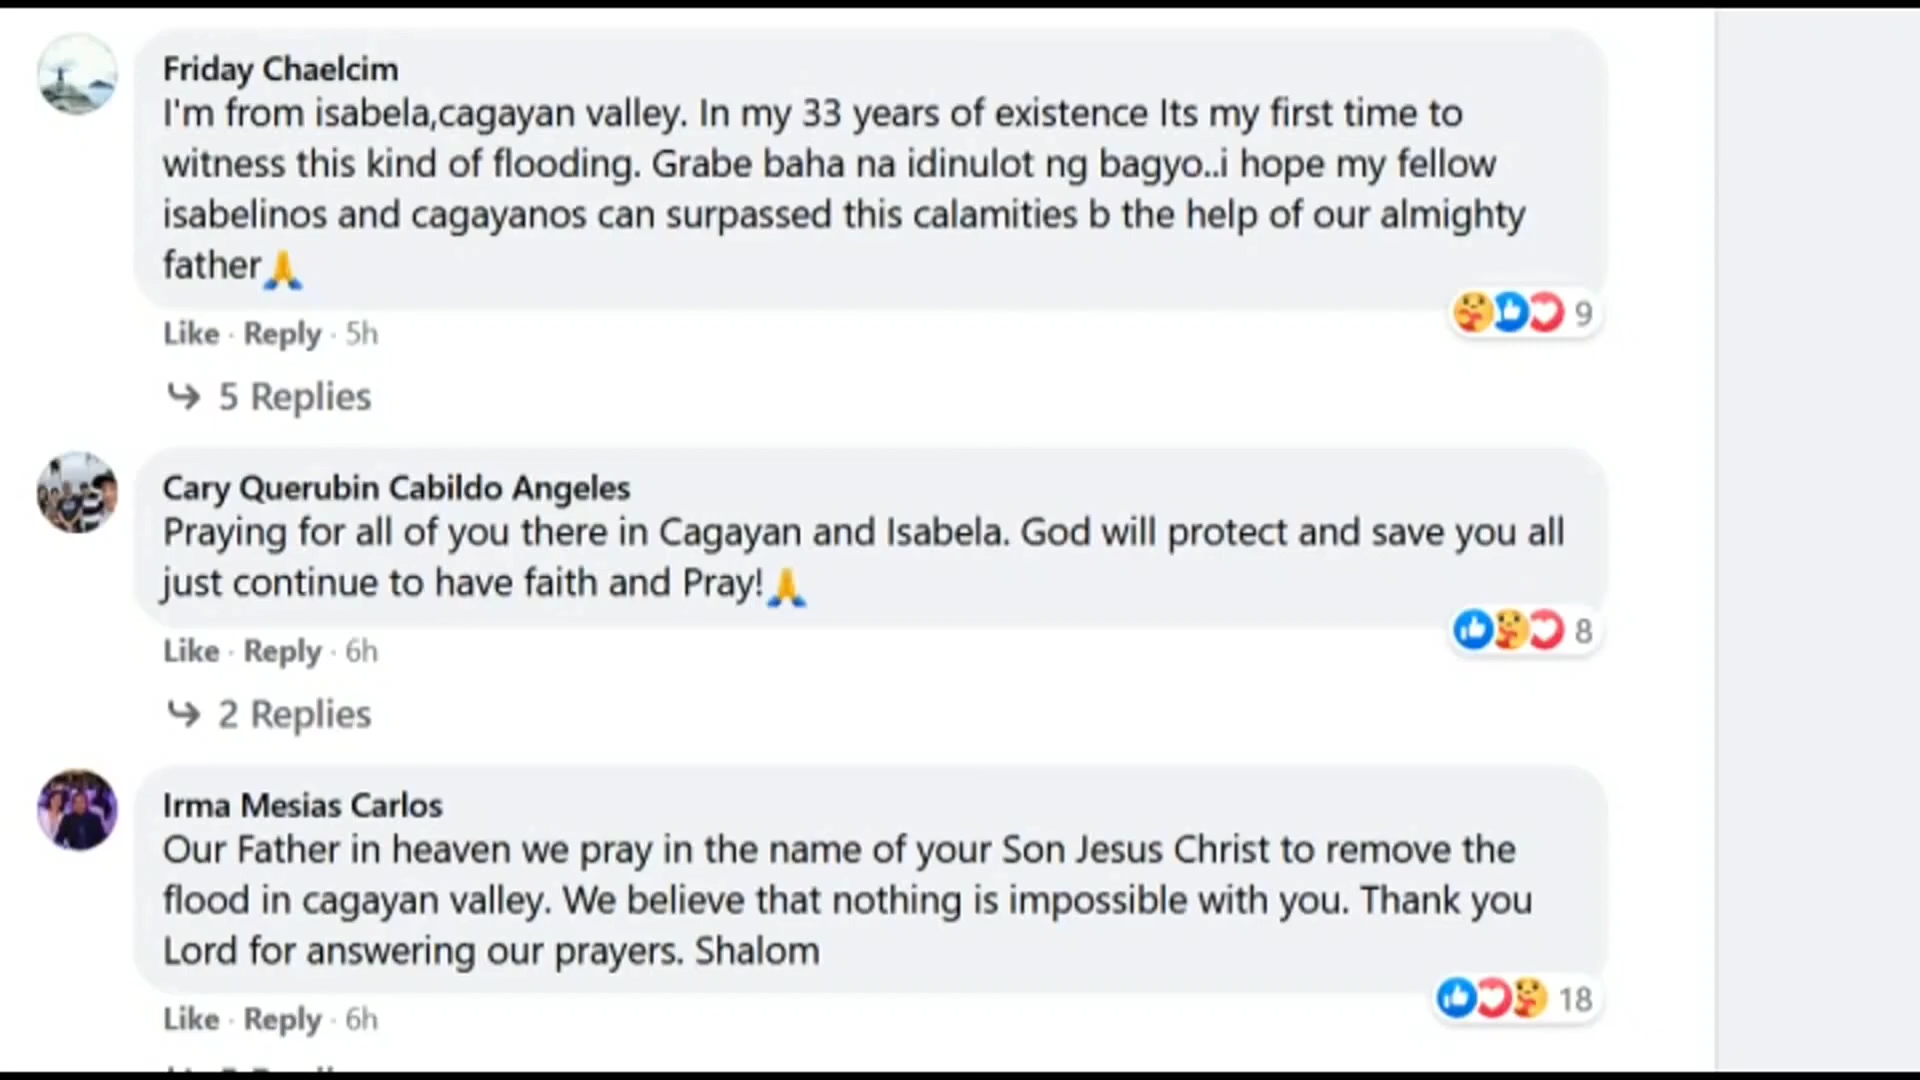 Friday Chaelcim
I'm from isabela,cagayan valley. In my 33 years of existence Its my first time to
witness this kind of flooding. Grabe baha na idinulot ng bagyo..i hope my fellow
isabelinos and cagayanos can surpassed this calamities b the help of our almighty
father🙏
9
Like · Reply · 5h
5 Replies
Cary Querubin Cabildo Angeles
Praying for all of you there in Cagayan and Isabela. God will protect and save you all
just continue to have faith and Pray!🙏
8
Like · Reply · 6h
2 Replies
Irma Mesias Carlos
Our Father in heaven we pray in the name of your Son Jesus Christ to remove the
flood in cagayan valley. We believe that nothing is impossible with you. Thank you
Lord for answering our prayers. Shalom
18
Like · Reply · 6h